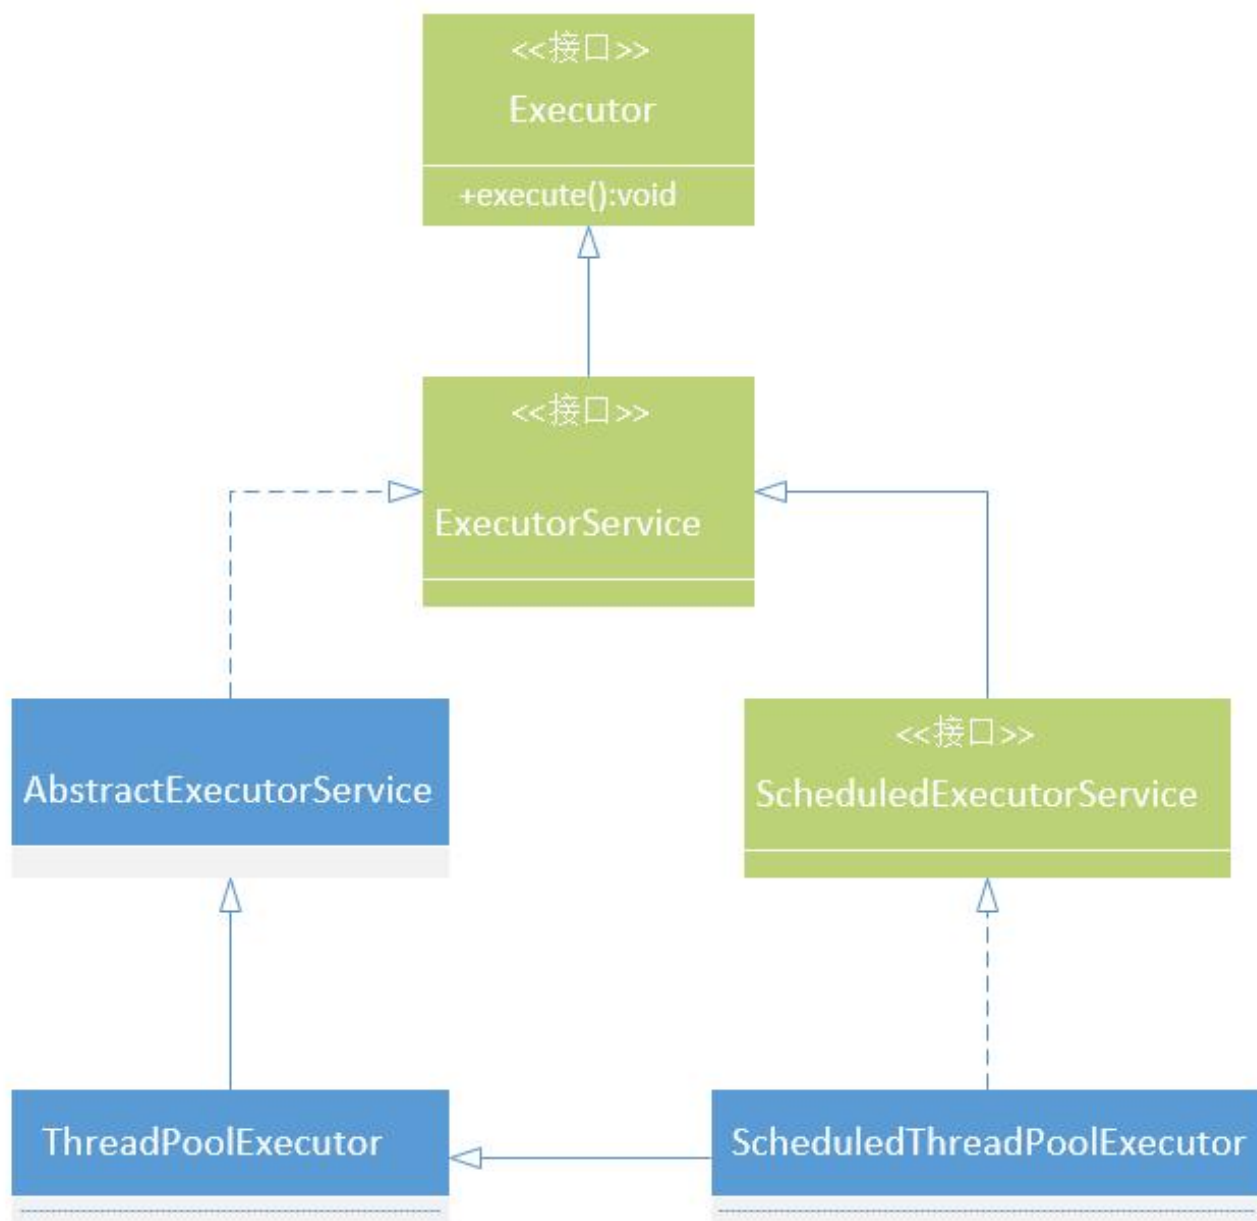 <<接口>>
Executor
+execute():void
<<接口>>
ExecutorService
AbstractExecutorService
<<接口>>
ScheduledExecutorService
ThreadPoolExecutor
ScheduledThreadPoolExecutor